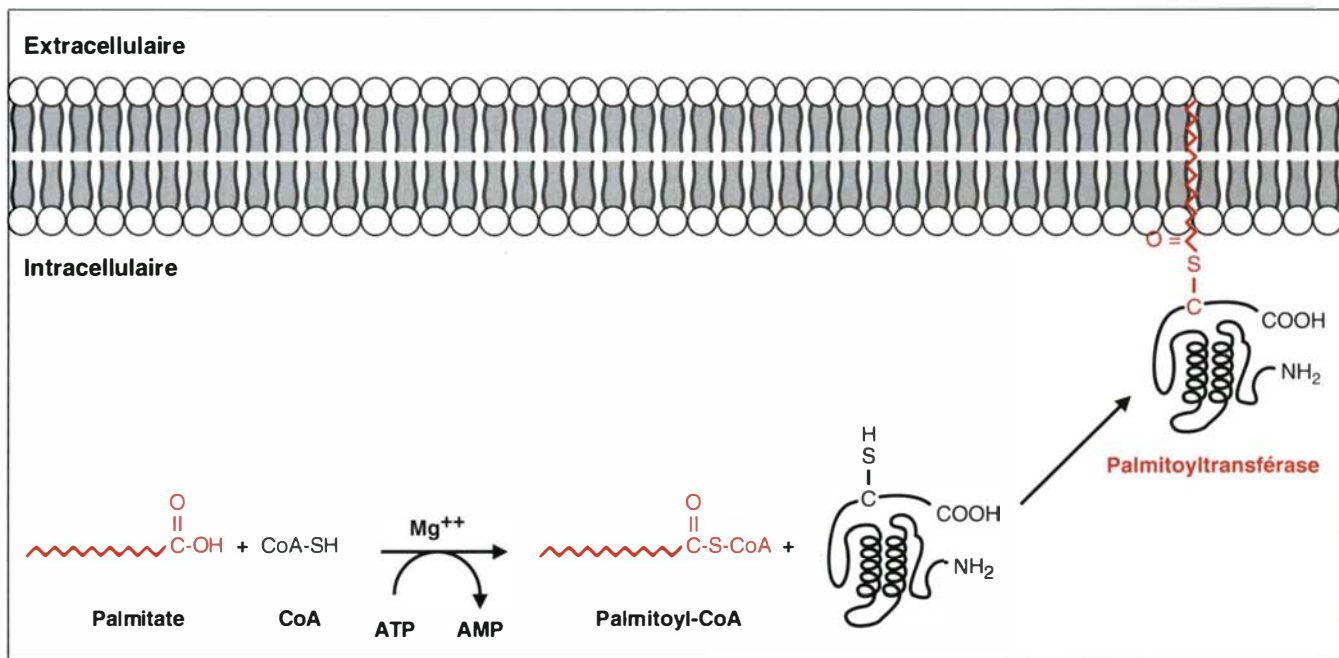 Extracellulaire
Intracellulaire
O =
S
C
COOH
NH₂
Palmitoyltransférase
H
S
C
COOH
NH₂
O
C-OH + CoA-SH
Mg⁺⁺
O
C-S-CoA +
Palmitate
CoA
ATP
AMP
Palmitoyl-CoA